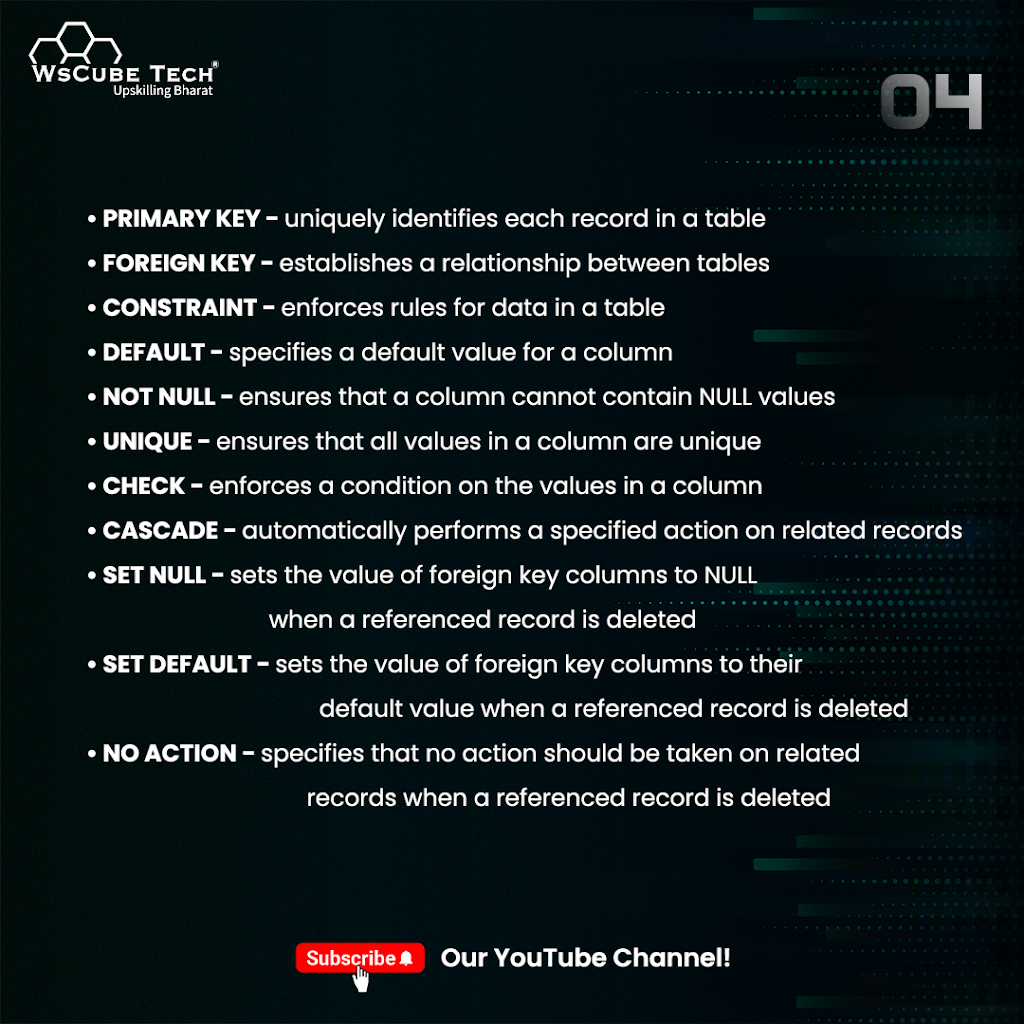 WsCube Tech®
Upskilling Bharat
04
• PRIMARY KEY - uniquely identifies each record in a table
• FOREIGN KEY - establishes a relationship between tables
• CONSTRAINT - enforces rules for data in a table
• DEFAULT - specifies a default value for a column
• NOT NULL - ensures that a column cannot contain NULL values
• UNIQUE - ensures that all values in a column are unique
• CHECK - enforces a condition on the values in a column
• CASCADE - automatically performs a specified action on related records
• SET NULL - sets the value of foreign key columns to NULL
when a referenced record is deleted
• SET DEFAULT - sets the value of foreign key columns to their
default value when a referenced record is deleted
• NO ACTION - specifies that no action should be taken on related
records when a referenced record is deleted
Subscribe Our YouTube Channel!